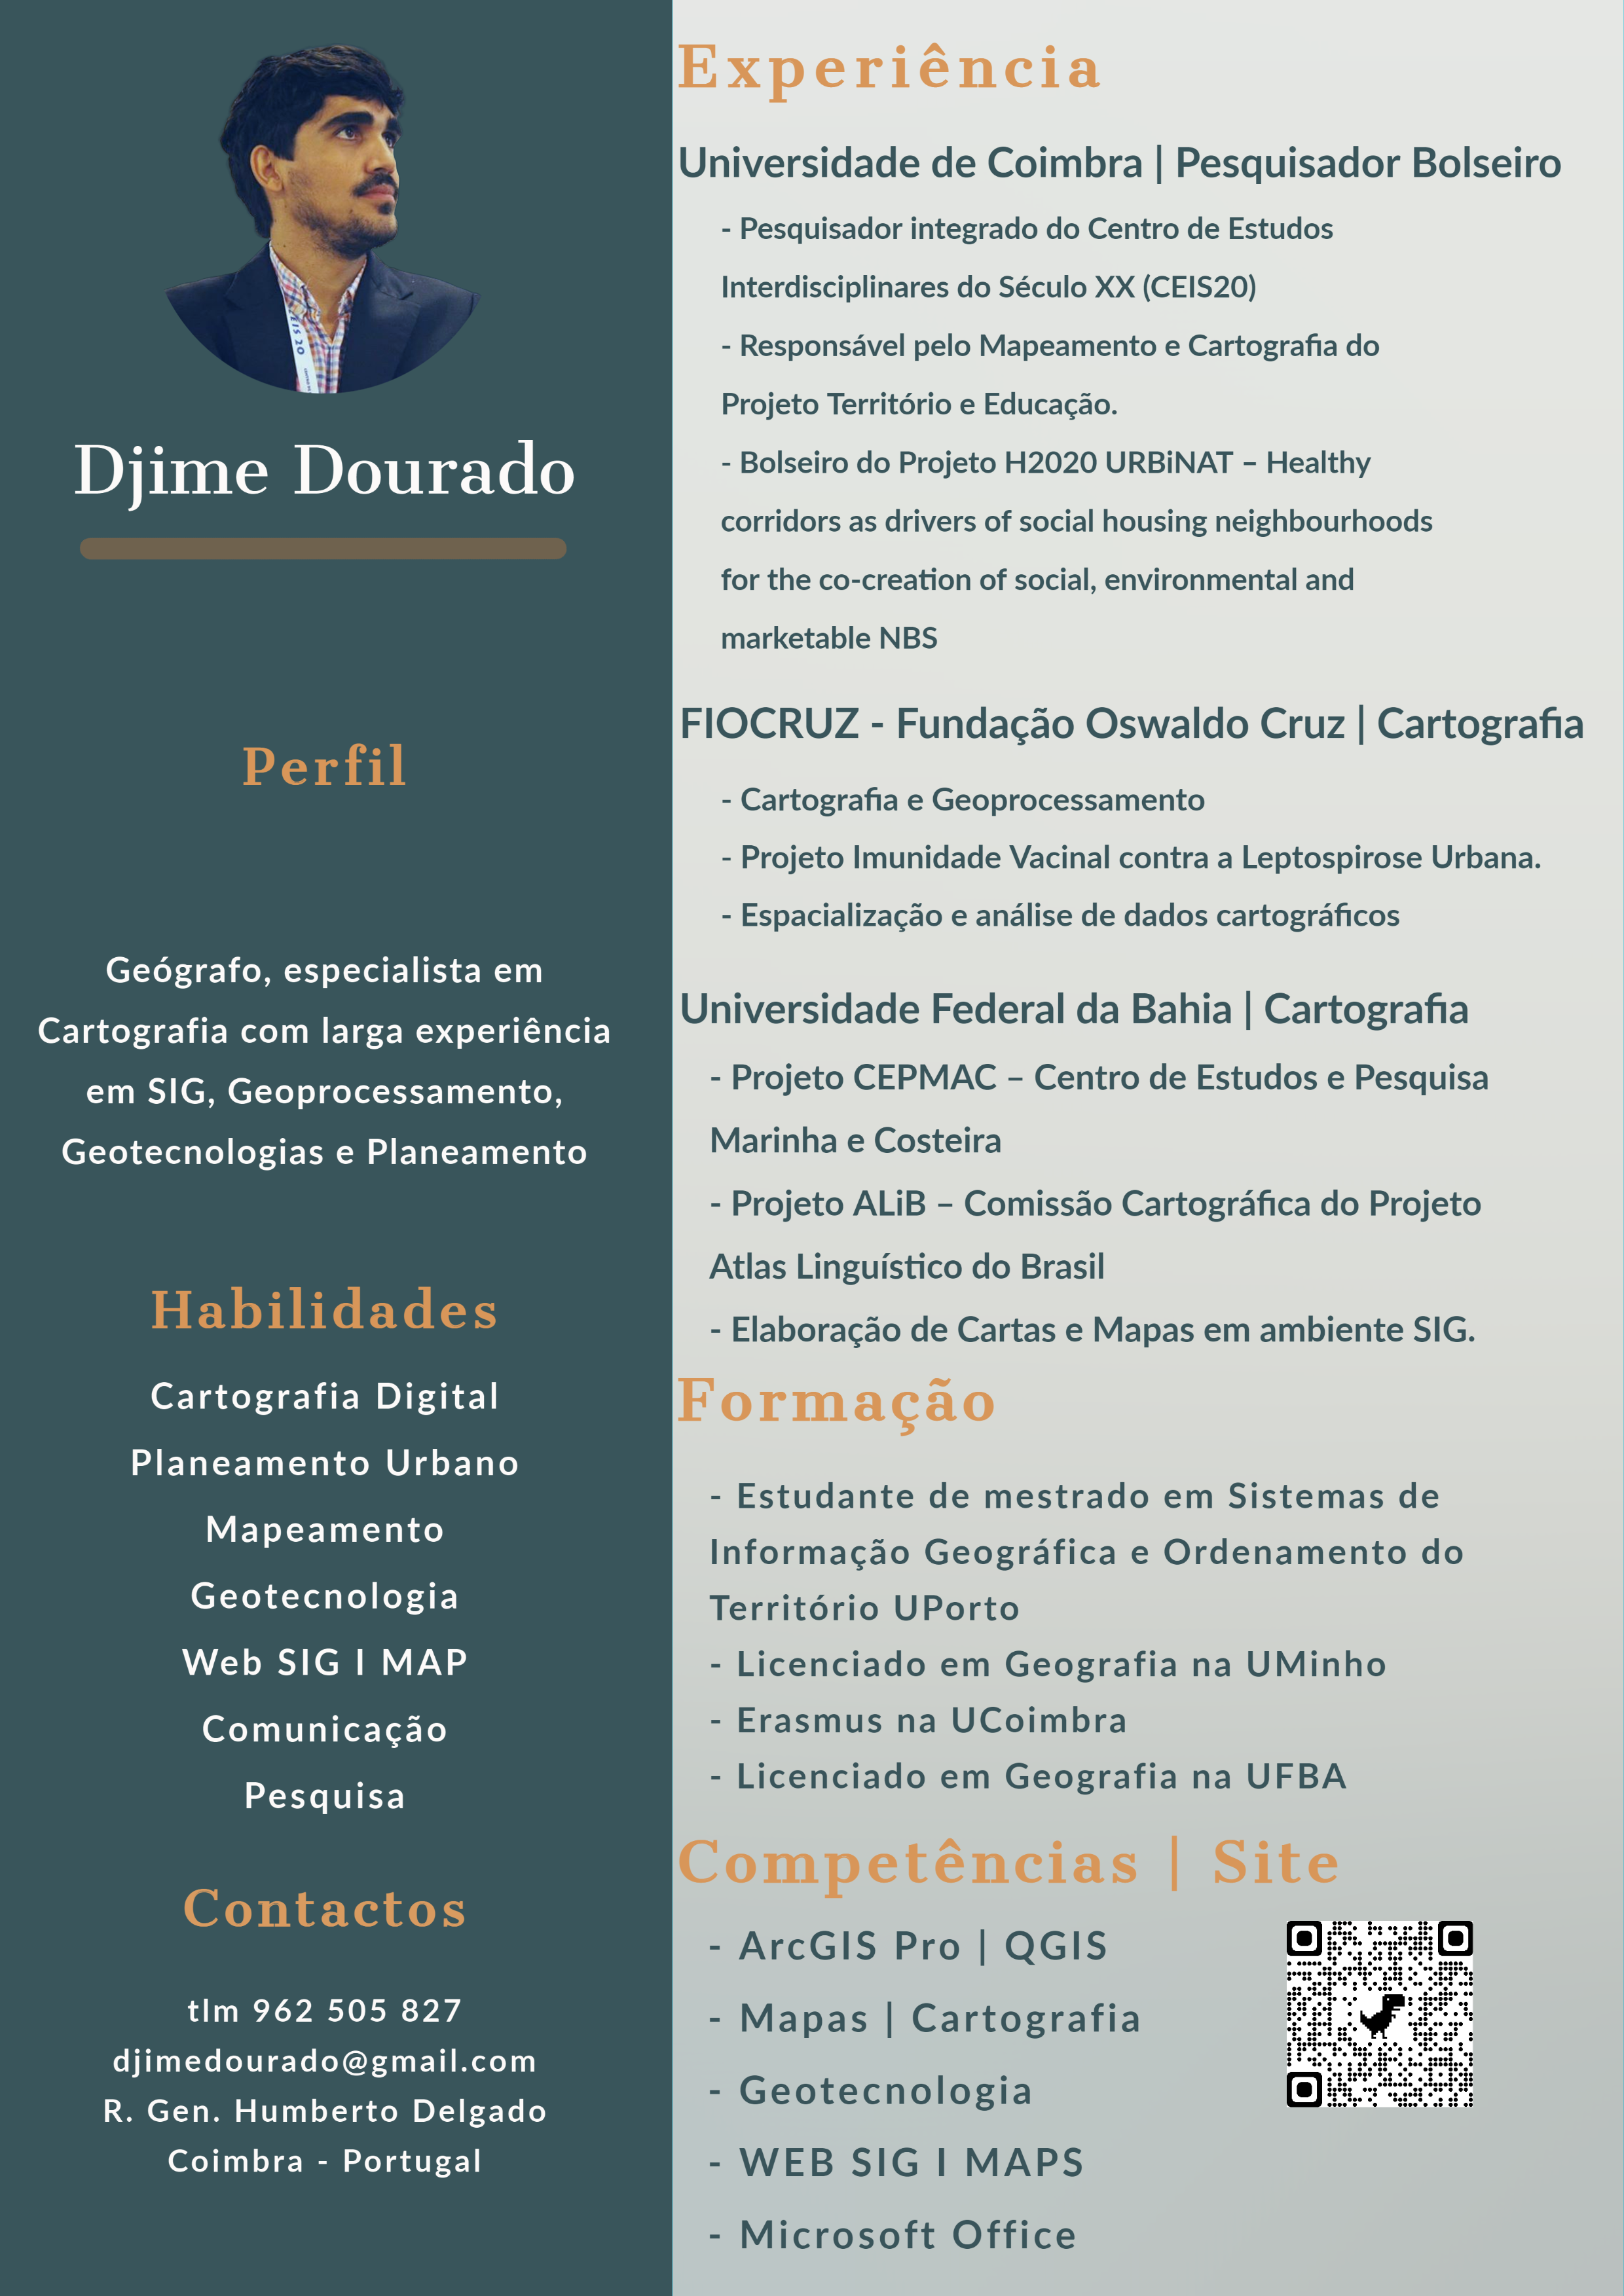 Djime Dourado
Perfil
Geógrafo, especialista em
Cartografia com larga experiência
em SIG, Geoprocessamento,
Geotecnologias e Planeamento
Habilidades
Cartografia Digital
Planeamento Urbano
Mapeamento
Geotecnologia
Web SIG I MAP
Comunicação
Pesquisa
Contactos
tlm 962 505 827
djimedourado@gmail.com
R. Gen. Humberto Delgado
Coimbra - Portugal
Experiência
Universidade de Coimbra | Pesquisador Bolseiro
- Pesquisador integrado do Centro de Estudos
Interdisciplinares do Século XX (CEIS20)
- Responsável pelo Mapeamento e Cartografia do
Projeto Território e Educação.
- Bolseiro do Projeto H2020 URBiNAT – Healthy
corridors as drivers of social housing neighbourhoods
for the co-creation of social, environmental and
marketable NBS
FIOCRUZ - Fundação Oswaldo Cruz | Cartografia
- Cartografia e Geoprocessamento
- Projeto Imunidade Vacinal contra a Leptospirose Urbana.
- Espacialização e análise de dados cartográficos
Universidade Federal da Bahia | Cartografia
- Projeto CEPMAC – Centro de Estudos e Pesquisa
Marinha e Costeira
- Projeto ALiB – Comissão Cartográfica do Projeto
Atlas Linguístico do Brasil
- Elaboração de Cartas e Mapas em ambiente SIG.
Formação
- Estudante de mestrado em Sistemas de
Informação Geográfica e Ordenamento do
Território UPorto
- Licenciado em Geografia na UMinho
- Erasmus na UCoimbra
- Licenciado em Geografia na UFBA
Competências | Site
- ArcGIS Pro | QGIS
- Mapas | Cartografia
- Geotecnologia
- WEB SIG I MAPS
- Microsoft Office